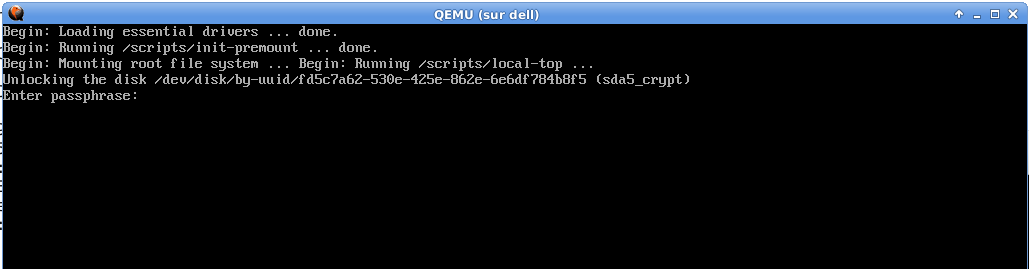 QEMU (sur dell)
Begin: Loading essential drivers ... done.
Begin: Running /scripts/init-premount ... done.
Begin: Mounting root file system ... Begin: Running /scripts/local-top ...
Unlocking the disk /dev/disk/by-uuid/fd5c7a62-530e-425e-862e-6e6df784b8f5 (sda5_crypt)
Enter passphrase: